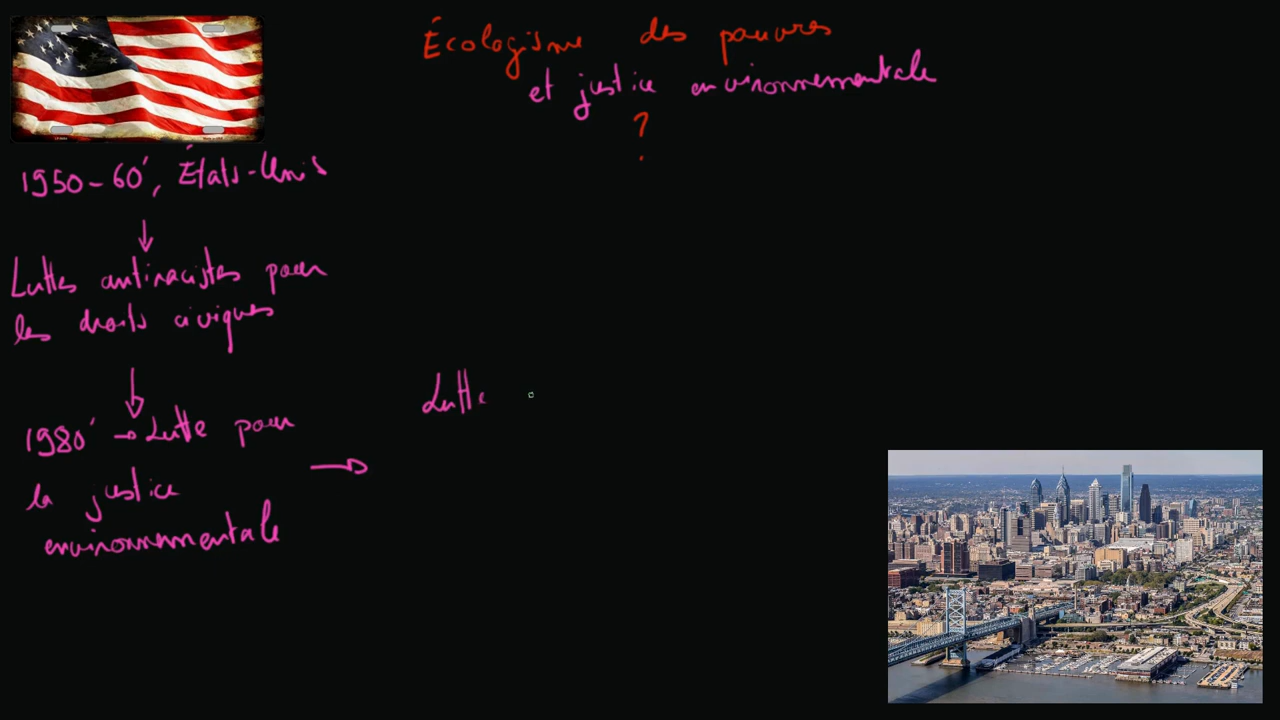 Écologisme des pauvres
et justice environnementale
?
1950-60', États-Unis
↓
Luttes antiracistes pour
les droits civiques
↓
1980' → Lutte pour
la justice
environnementale
→
Lutte